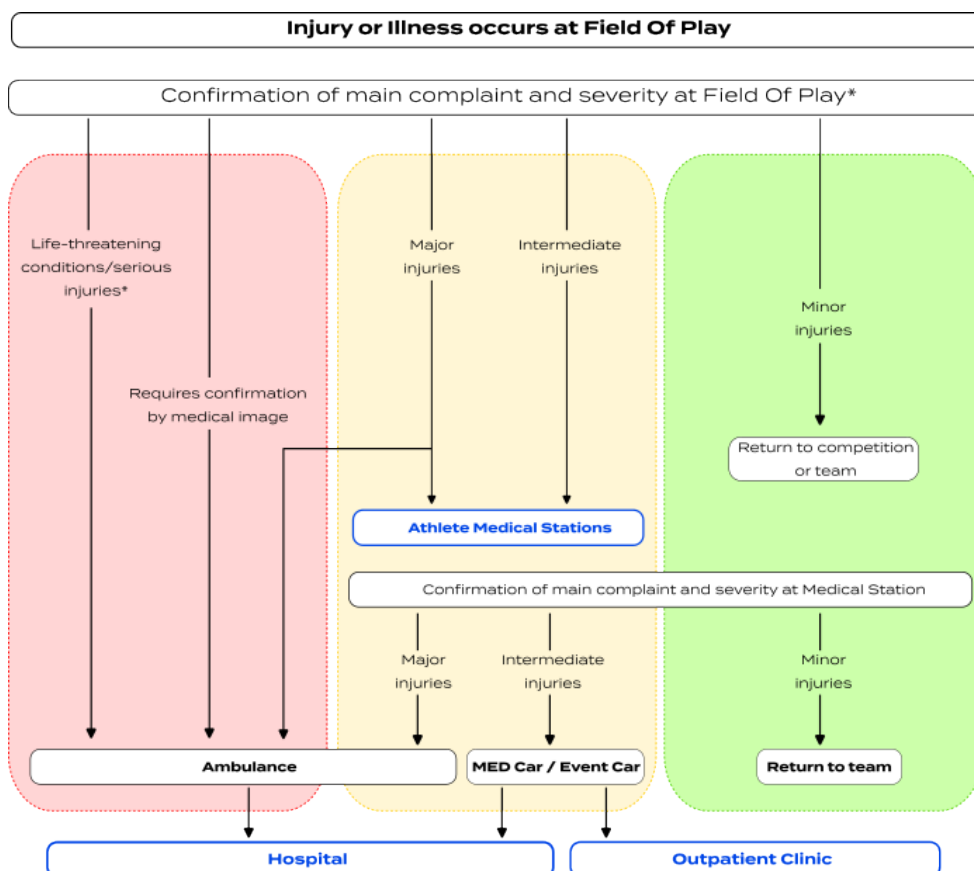 Injury or Illness occurs at Field Of Play
Confirmation of main complaint and severity at Field Of Play*
Life-threatening
conditions/serious
injuries*
Major
injuries
Intermediate
injuries
Minor
injuries
Requires confirmation
by medical image
Return to competition
or team
Athlete Medical Stations
Confirmation of main complaint and severity at Medical Station
Major
injuries
Intermediate
injuries
Minor
injuries
Ambulance
MED Car / Event Car
Return to team
Hospital
Outpatient Clinic